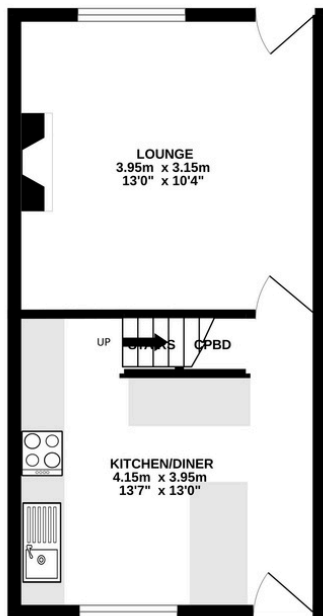 LOUNGE
3.95m x 3.15m
13'0" x 10'4"
UP STAIRS CPBD
KITCHEN/DINER
4.15m x 3.95m
13'7" x 13'0"